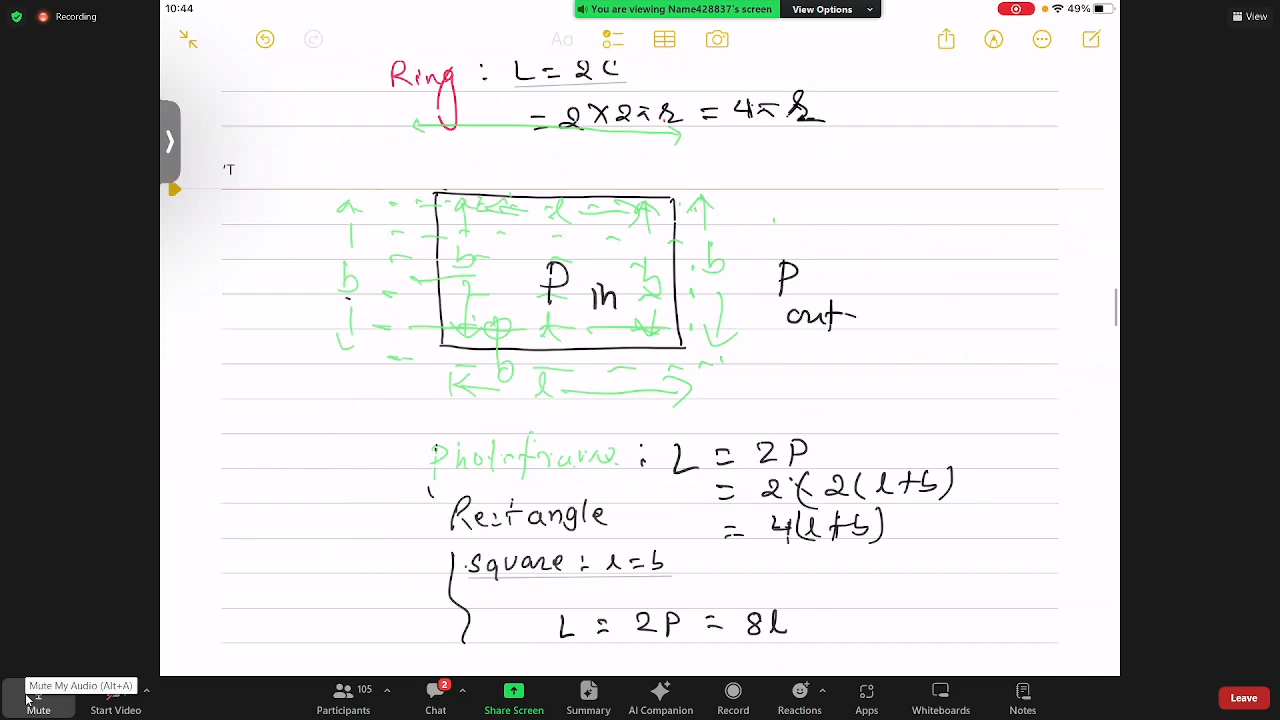 10:44
You are viewing Name428837's screen
View Options
49%
Recording
View
Aa
Ring : L = 2C
= 2 × 2πr = 4πr
'T
l
b b b b
P in
P out
l
b
l
Photoframe : L = 2P
= 2 × 2(l+b)
Rectangle
= 4(l+b)
square : l = b
L = 2P = 8l
Mute My Audio (Alt+A)
Mute
Start Video
Participants
105
Chat
2
Share Screen
Summary
AI Companion
Record
Reactions
Apps
Whiteboards
Notes
Leave